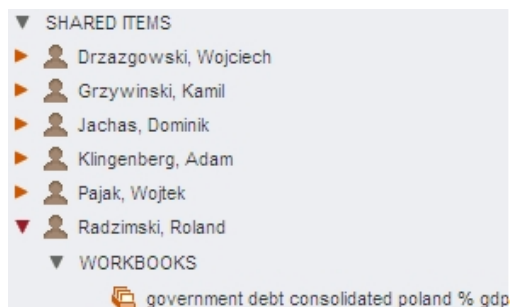 SHARED ITEMS
Drzazgowski, Wojciech
Grzywinski, Kamil
Jachas, Dominik
Klingenberg, Adam
Pajak, Wojtek
Radzimski, Roland
WORKBOOKS
government debt consolidated poland % gdp